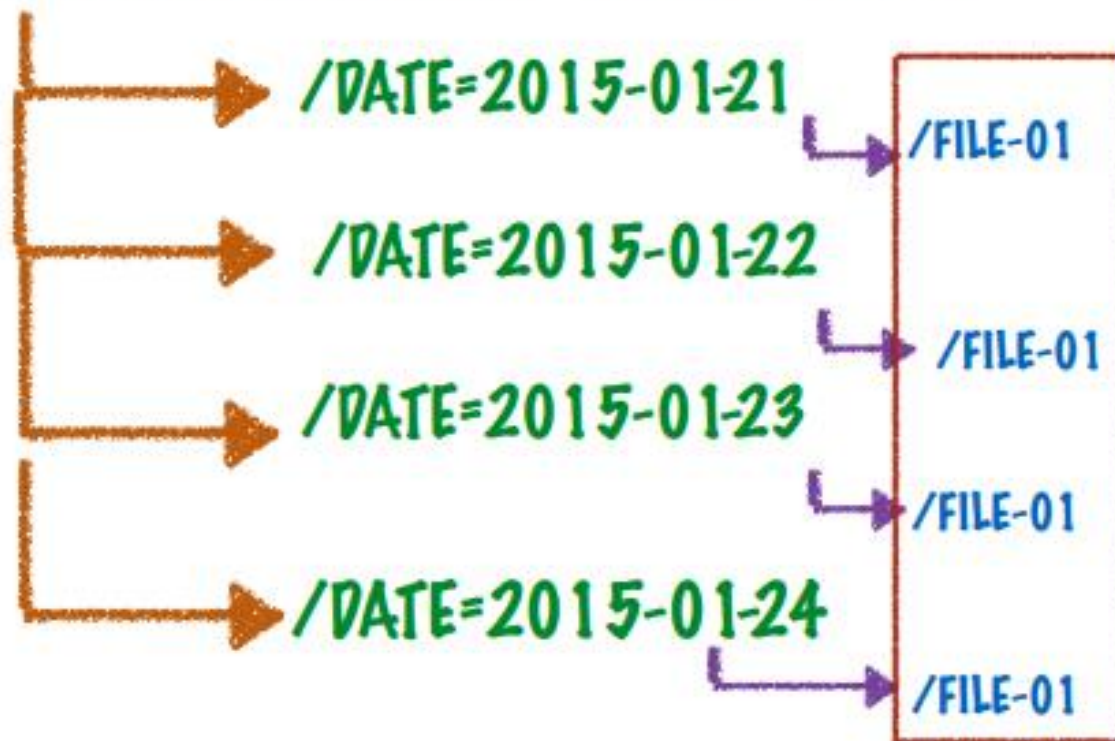 /DATE=2015-01-21
/FILE-01
/DATE=2015-01-22
/FILE-01
/DATE=2015-01-23
/FILE-01
/DATE=2015-01-24
/FILE-01